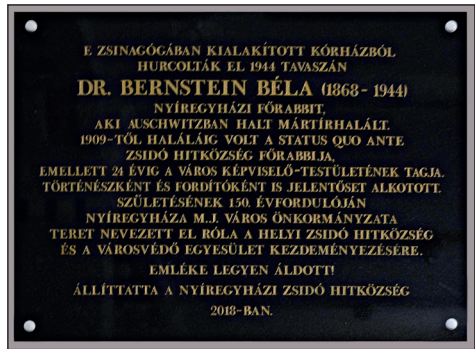 E ZSINAGÓGÁBAN KIALAKÍTOTT KÓRHÁZBÓL
HURCOLTÁK EL 1944 TAVASZÁN
DR. BERNSTEIN BÉLA (1868 - 1944)
NYÍREGYHÁZI FŐRABBIT,
AKI AUSCHWITZBAN HALT MÁRTÍRHALÁLT.
1909-TŐL HALÁLÁIG VOLT A STATUS QUO ANTE
ZSIDÓ HITKÖZSÉG FŐRABBIJA,
EMELLETT 24 ÉVIG A VÁROS KÉPVISELŐ-TESTÜLETÉNEK TAGJA.
TÖRTÉNÉSZKÉNT ÉS FORDÍTÓKÉNT IS JELENTŐSET ALKOTOTT.
SZÜLETÉSÉNEK 150. ÉVFORDULÓJÁN
NYÍREGYHÁZA M.J. VÁROS ÖNKORMÁNYZATA
TERET NEVEZETT EL RÓLA A HELYI ZSIDÓ HITKÖZSÉG
ÉS A VÁROSVÉDŐ EGYESÜLET KEZDEMÉNYEZÉSÉRE.
EMLÉKE LEGYEN ÁLDOTT!
ÁLLÍTTATTA A NYÍREGYHÁZI ZSIDÓ HITKÖZSÉG
2018-BAN.